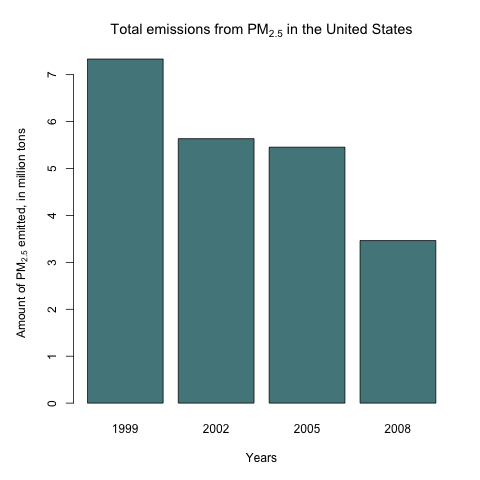 Total emissions from PM₂.₅ in the United States
Amount of PM₂.₅ emitted, in million tons
7
6
5
4
3
2
1
0
1999 2002 2005 2008
Years